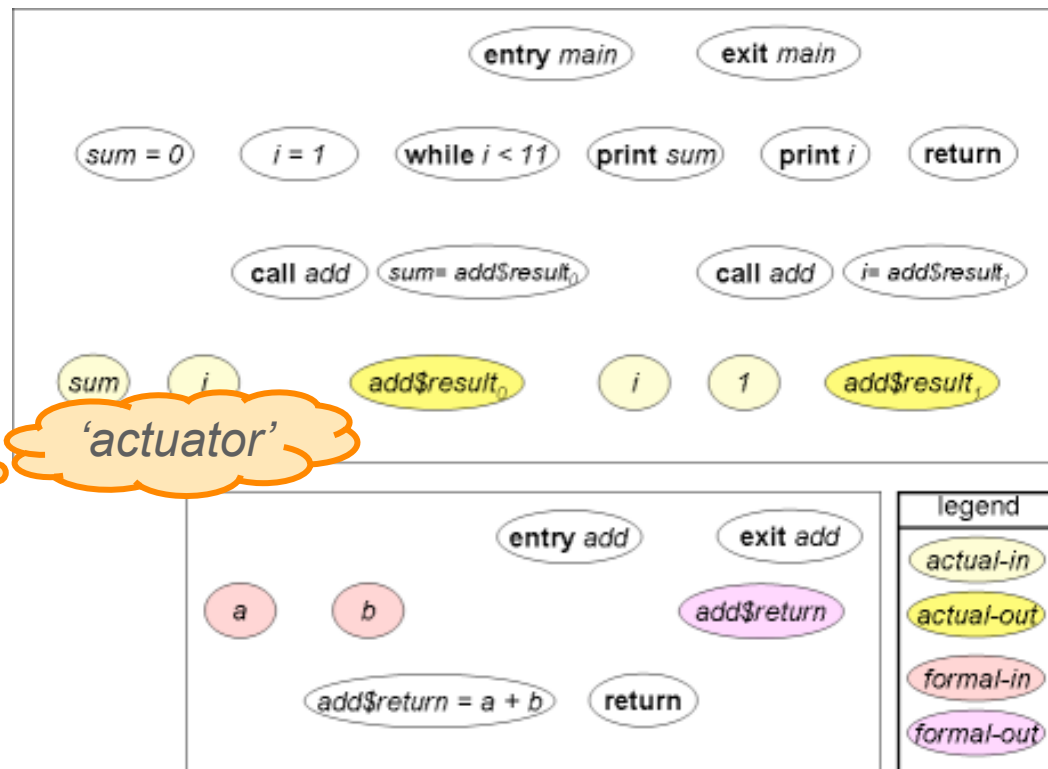 entry main exit main
sum = 0 i = 1 while i < 11 print sum print i return
call add sum= add$result₀ call add i= add$result₁
sum i add$result₀ i 1 add$result₁
‘actuator’
legend
entry add exit add
actual-in
a b add$return
actual-out
formal-in
add$return = a + b return
formal-out